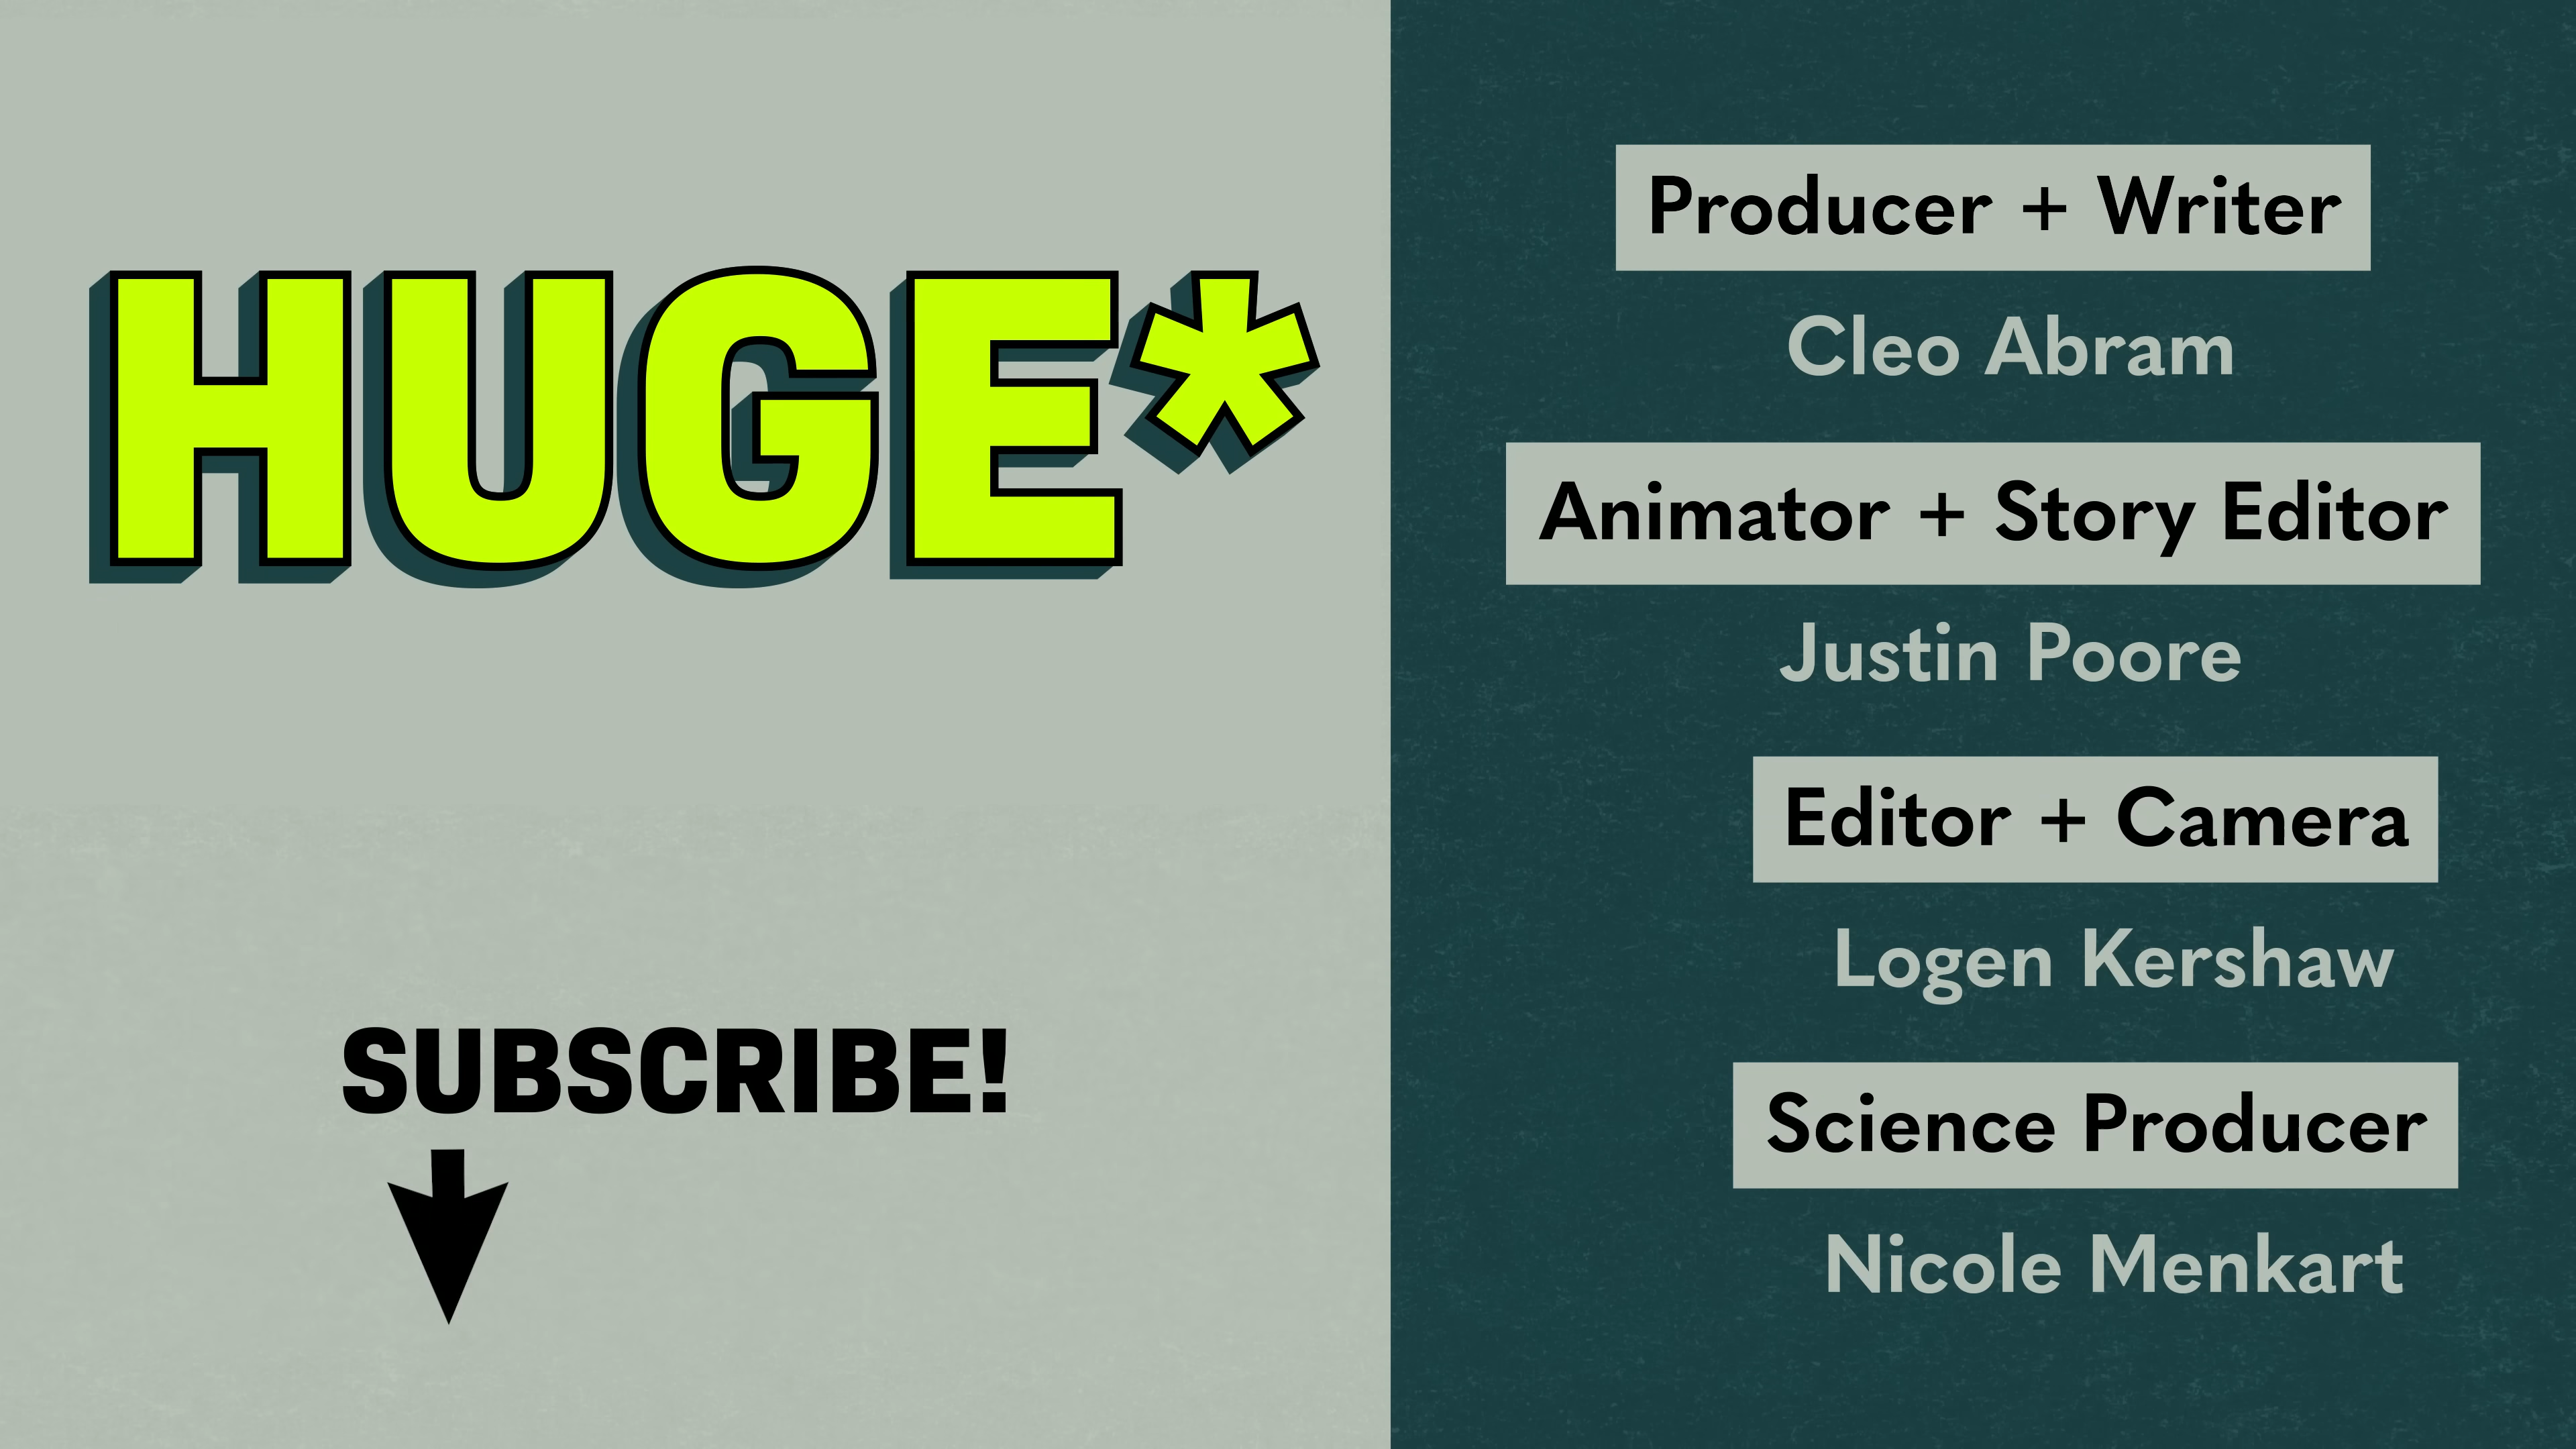 HUGE*
SUBSCRIBE!
Producer + Writer
Cleo Abram
Animator + Story Editor
Justin Poore
Editor + Camera
Logen Kershaw
Science Producer
Nicole Menkart